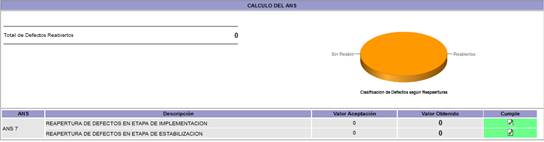 CALCULO DEL ANS
Total de Defectos Reabiertos 0
Sin Reabrir Reabiertos
Clasificación de Defectos según Reaperturas
ANS Descripción Valor Aceptación Valor Obtenido Cumple
ANS 7
REAPERTURA DE DEFECTOS EN ETAPA DE IMPLEMENTACION 0 0
REAPERTURA DE DEFECTOS EN ETAPA DE ESTABILIZACION 0 0